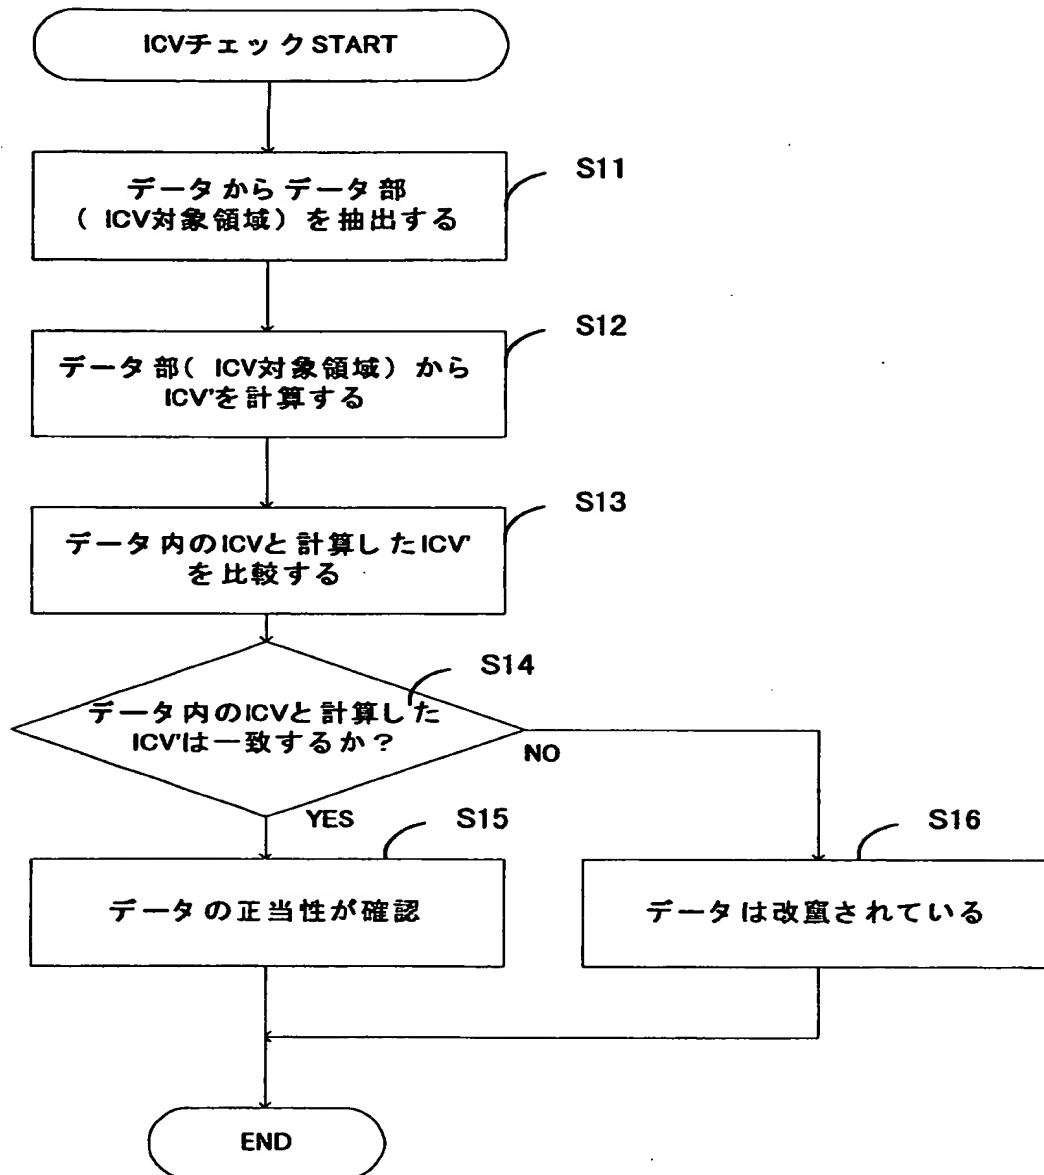 ICVチェックSTART
S11
データからデータ部
( ICV対象領域) を抽出する
S12
データ部( ICV対象領域) から
ICV'を計算する
S13
データ内のICVと計算したICV'
を比較する
S14
データ内のICVと計算した
ICV'は一致するか?
NO
YES
S15
S16
データの正当性が確認
データは改竄されている
END